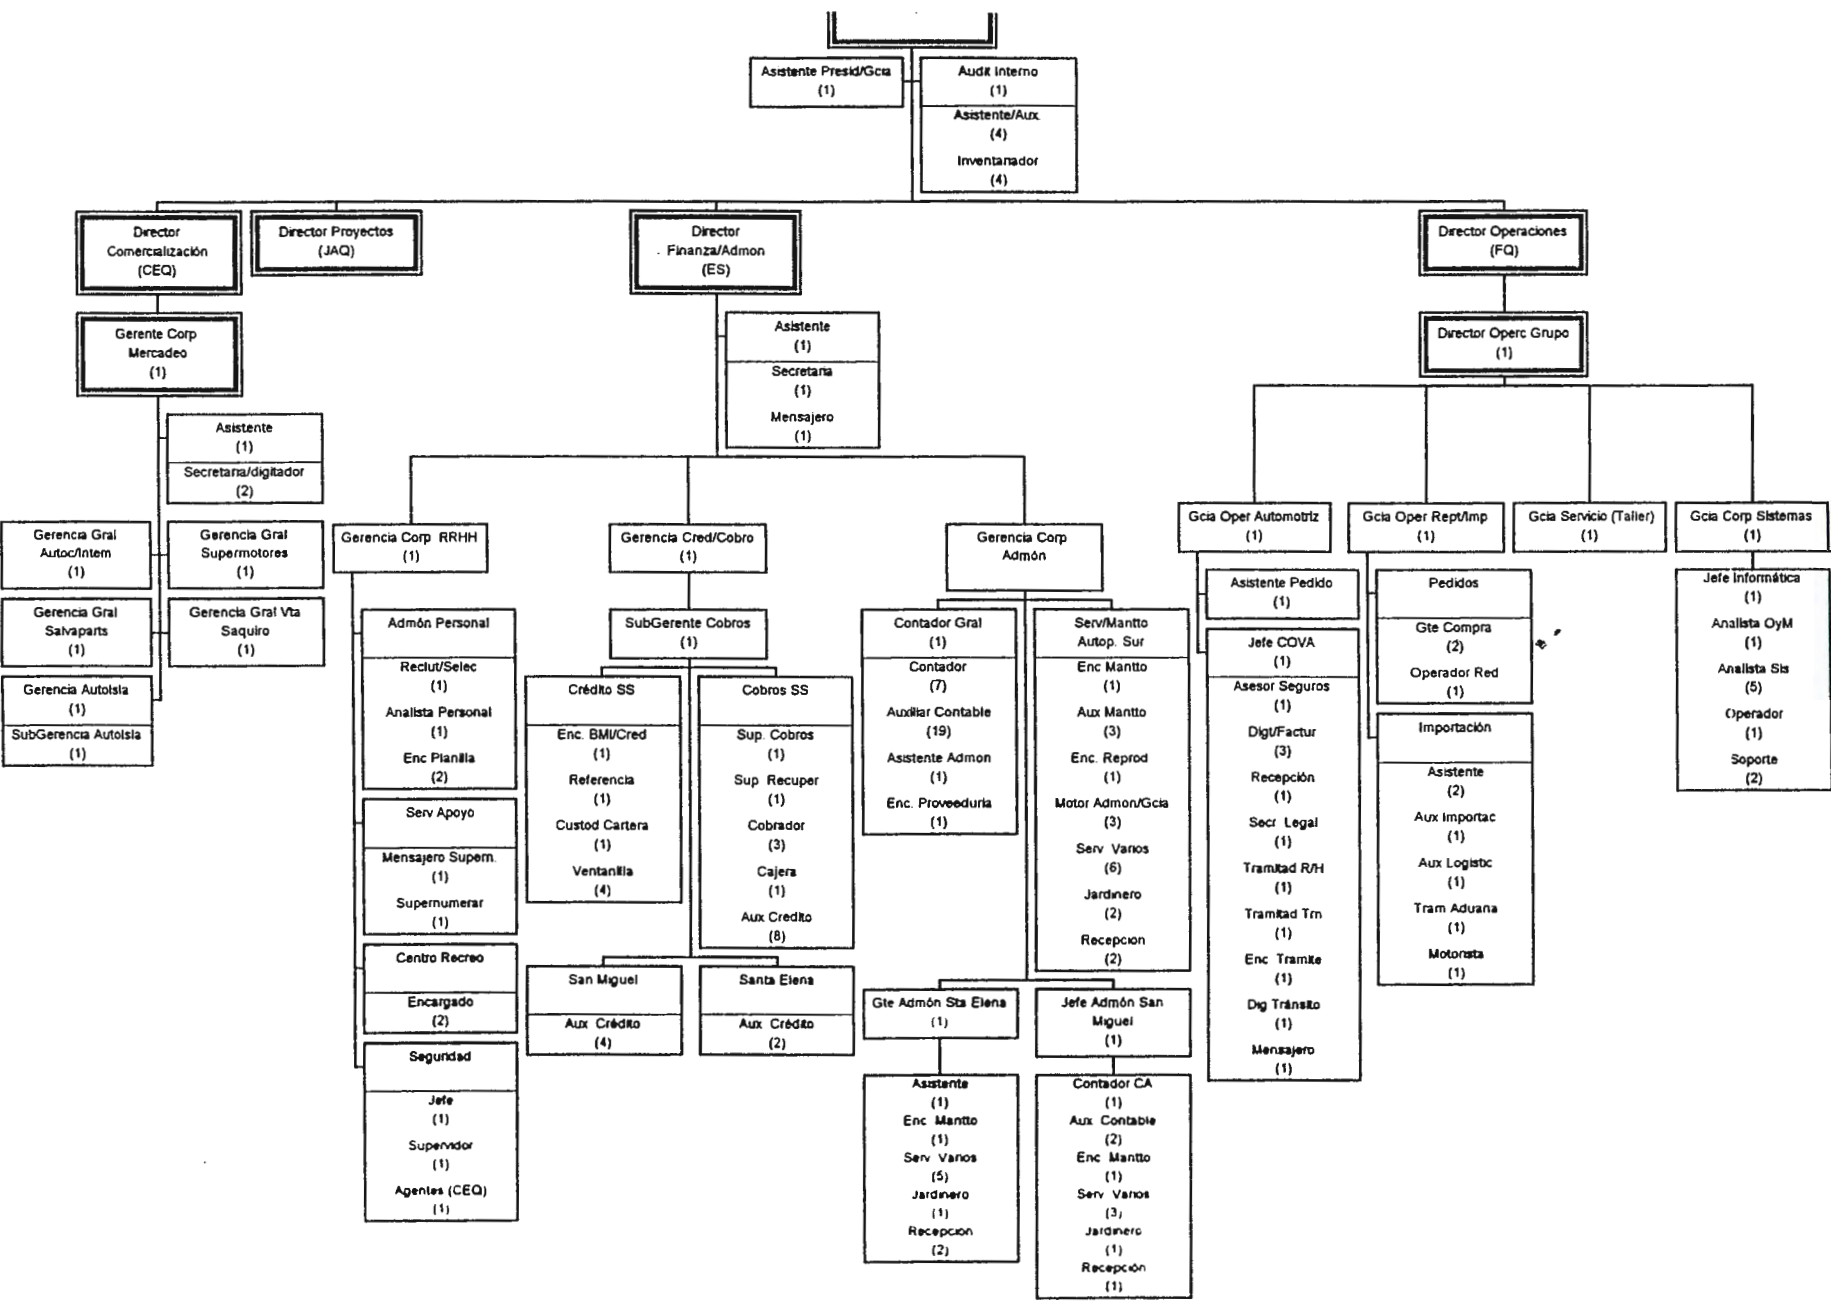 Asistente Presid/Gcia
(1)
Audit Interno
(1)
Asistente/Aux.
(4)
Inventariador
(4)
Director
Comercialización
(CEQ)
Director Proyectos
(JAQ)
Director
Finanza/Admon
(ES)
Director Operaciones
(FQ)
Gerente Corp
Mercadeo
(1)
Asistente
(1)
Secretaria/digitador
(2)
Gerencia Gral
Autoc/Intern
(1)
Gerencia Gral
Supermotores
(1)
Gerencia Gral
Salvaparts
(1)
Gerencia Gral Vta
Saquiro
(1)
Gerencia AutoIsla
(1)
SubGerencia AutoIsla
(1)
Asistente
(1)
Secretaria
(1)
Mensajero
(1)
Gerencia Corp RRHH
(1)
Admón Personal
Reclut/Selec
(1)
Analista Personal
(1)
Enc Planilla
(2)
Serv Apoyo
Mensajero Supern.
(1)
Supernumerar
(1)
Centro Recreo
Encargado
(2)
Seguridad
Jefe
(1)
Supervidor
(1)
Agentes (CEQ)
(1)
Gerencia Cred/Cobro
(1)
SubGerente Cobros
(1)
Crédito SS
Enc. BMI/Cred
(1)
Referencia
(1)
Custod Cartera
(1)
Ventanilla
(4)
Cobros SS
Sup. Cobros
(1)
Sup Recuper
(1)
Cobrador
(3)
Cajera
(1)
Aux Credito
(8)
San Miguel
Aux Crédito
(4)
Santa Elena
Aux Crédito
(2)
Gerencia Corp
Admón
Contador Gral
(1)
Contador
(7)
Auxiliar Contable
(19)
Asistente Admon
(1)
Enc. Proveeduria
(1)
Serv/Mantto
Autop. Sur
Enc Mantto
(1)
Aux Mantto
(3)
Enc. Reprod
(1)
Motor Admon/Gcia
(3)
Serv Varios
(6)
Jardinero
(2)
Recepcion
(2)
Gte Admón Sta Elena
(1)
Asistente
(1)
Enc Mantto
(1)
Serv Varios
(5)
Jardinero
(1)
Recepcion
(2)
Jefe Admón San
Miguel
(1)
Contador CA
(1)
Aux Contable
(2)
Enc Mantto
(1)
Serv Varios
(3)
Jardinero
(1)
Recepción
(1)
Director Operc Grupo
(1)
Gcia Oper Automotriz
(1)
Asistente Pedido
(1)
Jefe COVA
(1)
Asesor Seguros
(1)
Digt/Factur
(3)
Recepción
(1)
Secr Legal
(1)
Tramitad R/H
(1)
Tramitad Trn
(1)
Enc Tramite
(1)
Dig Tránsito
(1)
Mensajero
(1)
Gcia Oper Rept/Imp
(1)
Pedidos
Gte Compra
(2)
Operador Red
(1)
Importación
Asistente
(2)
Aux Importac
(1)
Aux Logistic
(1)
Tram Aduana
(1)
Motorista
(1)
Gcia Servicio (Taller)
(1)
Gcia Corp Sistemas
(1)
Jefe Informática
(1)
Analista OyM
(1)
Analista Sis
(5)
Operador
(1)
Soporte
(2)